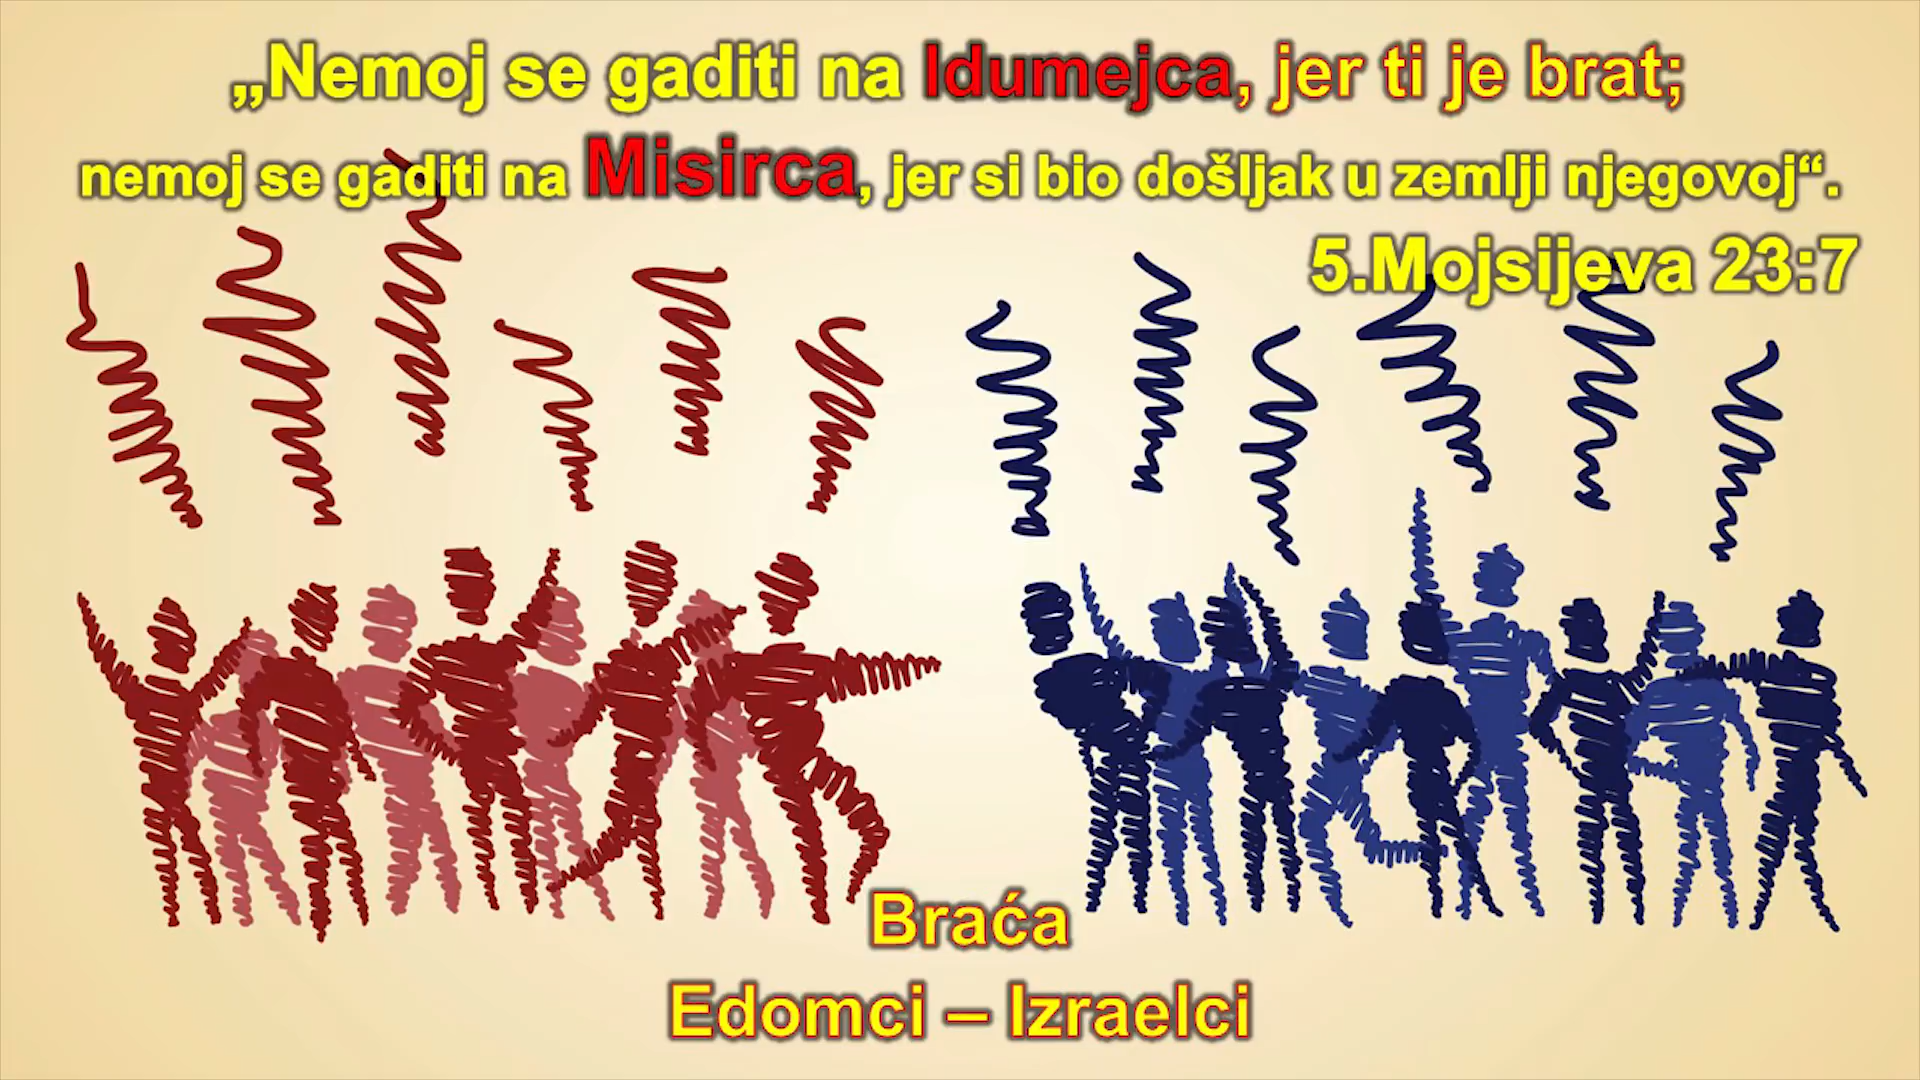 „Nemoj se gaditi na Idumejca, jer ti je brat;
nemoj se gaditi na Misirca, jer si bio došljak u zemlji njegovoj“.
5.Mojsijeva 23:7
Braća
Edomci – Izraelci